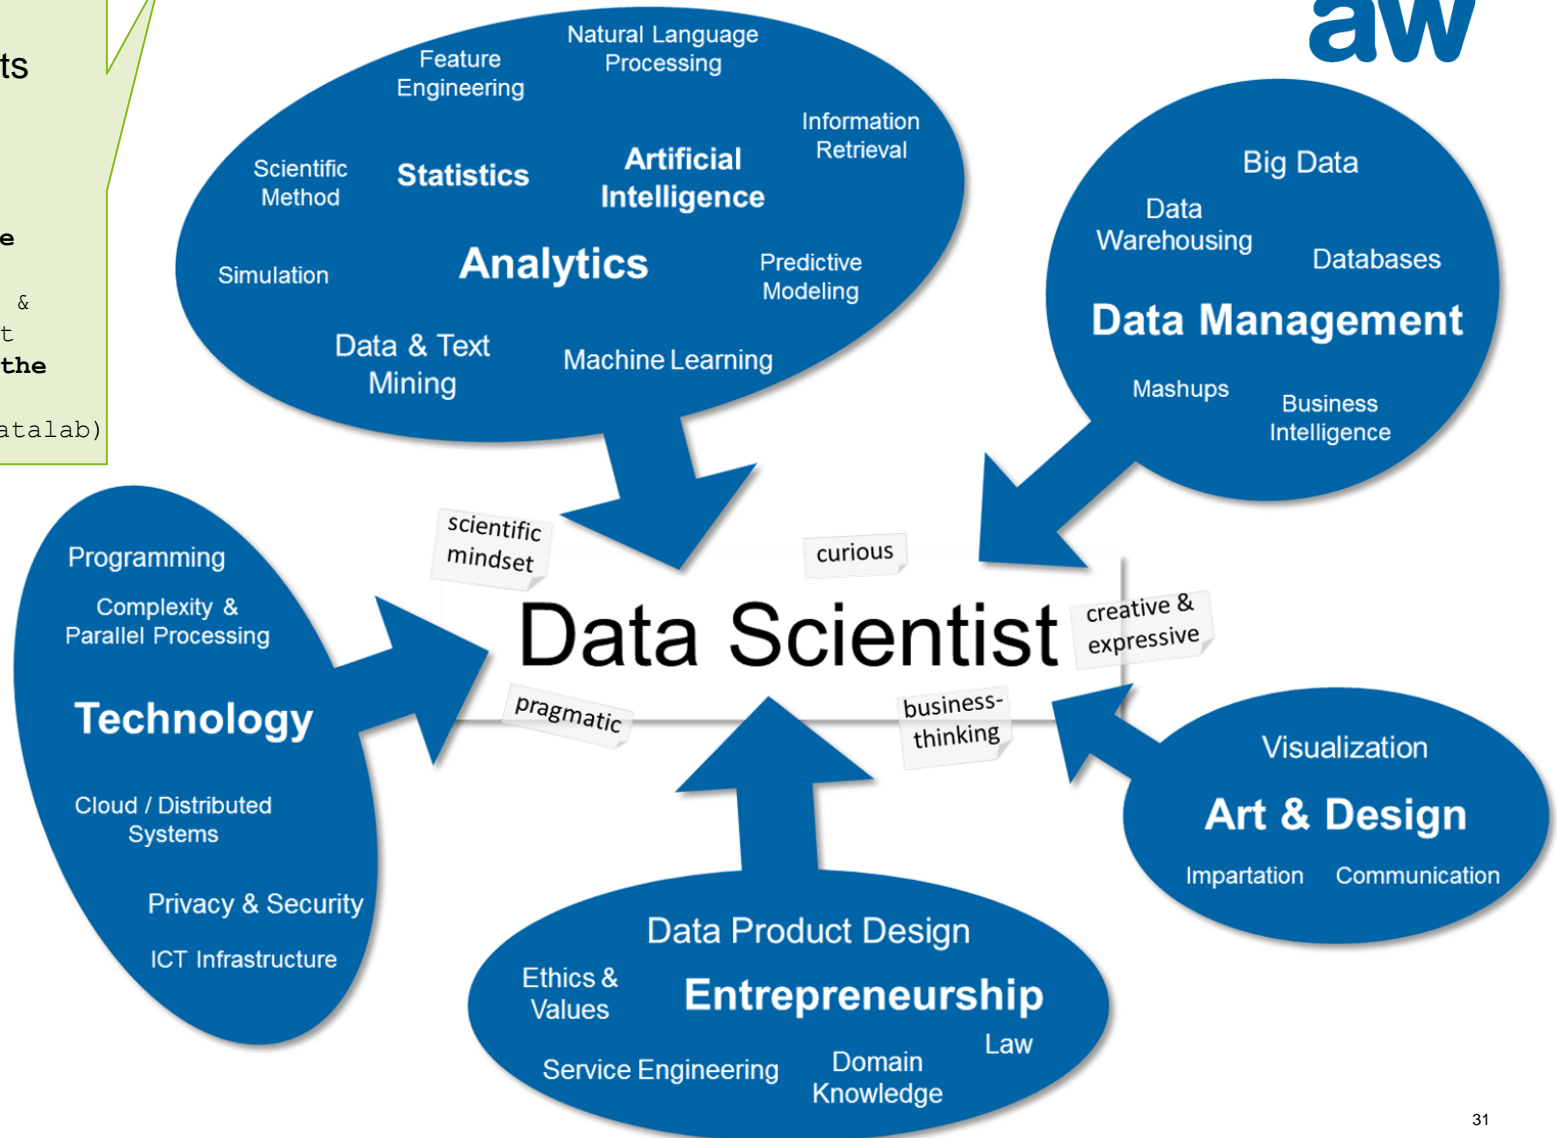 ts
e
&
t
the
atalab)
aw
Natural Language
Processing
Feature
Engineering
Information
Retrieval
Scientific
Method
Statistics
Artificial
Intelligence
Simulation
Analytics
Predictive
Modeling
Data & Text
Mining
Machine Learning
Big Data
Data
Warehousing
Databases
Data Management
Mashups
Business
Intelligence
scientific
mindset
curious
Data Scientist
creative &
expressive
pragmatic
business-
thinking
Programming
Complexity &
Parallel Processing
Technology
Cloud / Distributed
Systems
Privacy & Security
ICT Infrastructure
Visualization
Art & Design
Impartation Communication
Data Product Design
Ethics &
Values
Entrepreneurship
Law
Service Engineering
Domain
Knowledge
31